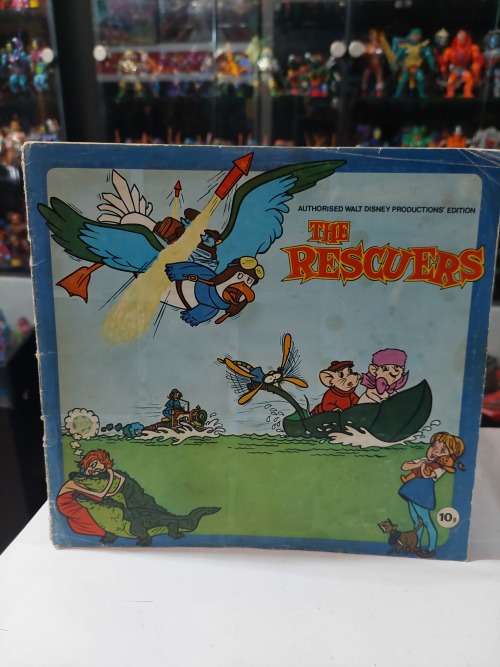 AUTHORISED WALT DISNEY PRODUCTIONS' EDITION
THE
RESCUERS
10p